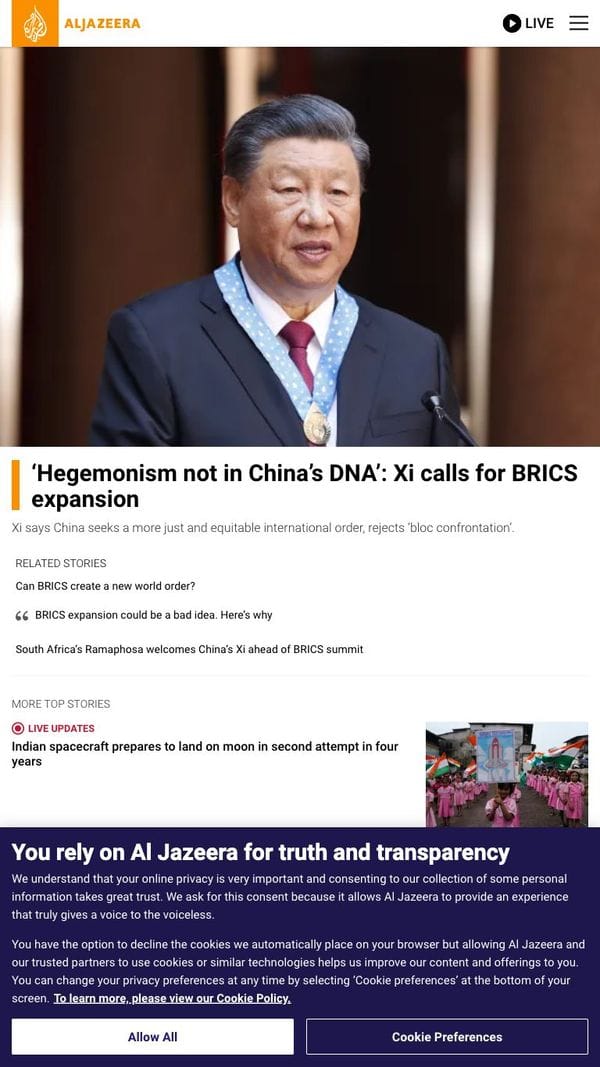 ALJAZEERA
LIVE
‘Hegemonism not in China’s DNA’: Xi calls for BRICS
expansion
Xi says China seeks a more just and equitable international order, rejects ‘bloc confrontation’.
RELATED STORIES
Can BRICS create a new world order?
BRICS expansion could be a bad idea. Here’s why
South Africa’s Ramaphosa welcomes China’s Xi ahead of BRICS summit
MORE TOP STORIES
LIVE UPDATES
Indian spacecraft prepares to land on moon in second attempt in four
years
You rely on Al Jazeera for truth and transparency
We understand that your online privacy is very important and consenting to our collection of some personal
information takes great trust. We ask for this consent because it allows Al Jazeera to provide an experience
that truly gives a voice to the voiceless.
You have the option to decline the cookies we automatically place on your browser but allowing Al Jazeera and
our trusted partners to use cookies or similar technologies helps us improve our content and offerings to you.
You can change your privacy preferences at any time by selecting ‘Cookie preferences’ at the bottom of your
screen. To learn more, please view our Cookie Policy.
Allow All
Cookie Preferences